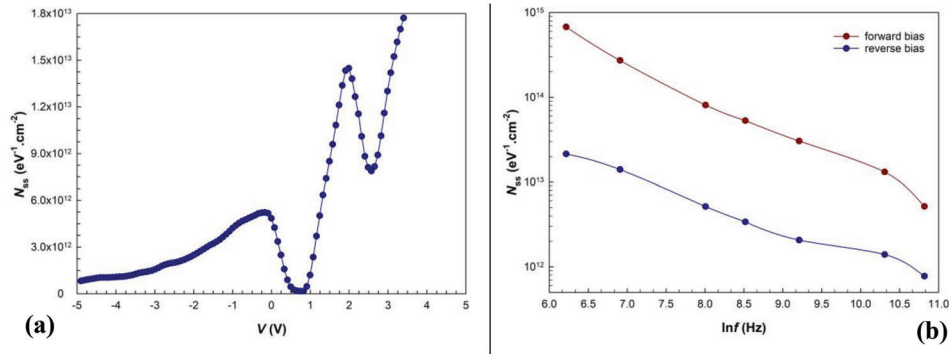 1.8x10¹³
1.5x10¹³
1.2x10¹³
9.0x10¹²
6.0x10¹²
3.0x10¹²
0
Nss (eV⁻¹.cm⁻²)
-5 -4 -3 -2 -1 0 1 2 3 4 5
V (V)
(a)
10¹⁵
10¹⁴
10¹³
10¹²
Nss (eV⁻¹.cm⁻²)
forward bias
reverse bias
6.0 6.5 7.0 7.5 8.0 8.5 9.0 9.5 10.0 10.5 11.0
lnf (Hz)
(b)